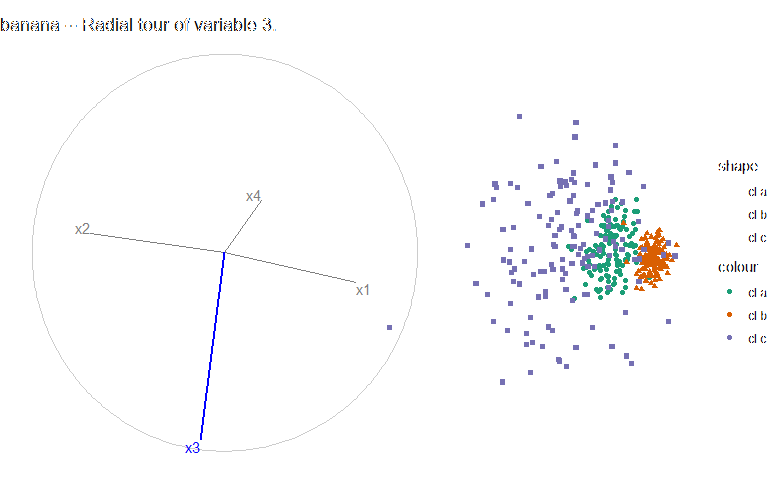 banana -- Radial tour of variable 3.
x4
x2
x1
x3
shape
cl a
cl b
cl c
colour
cl a
cl b
cl c